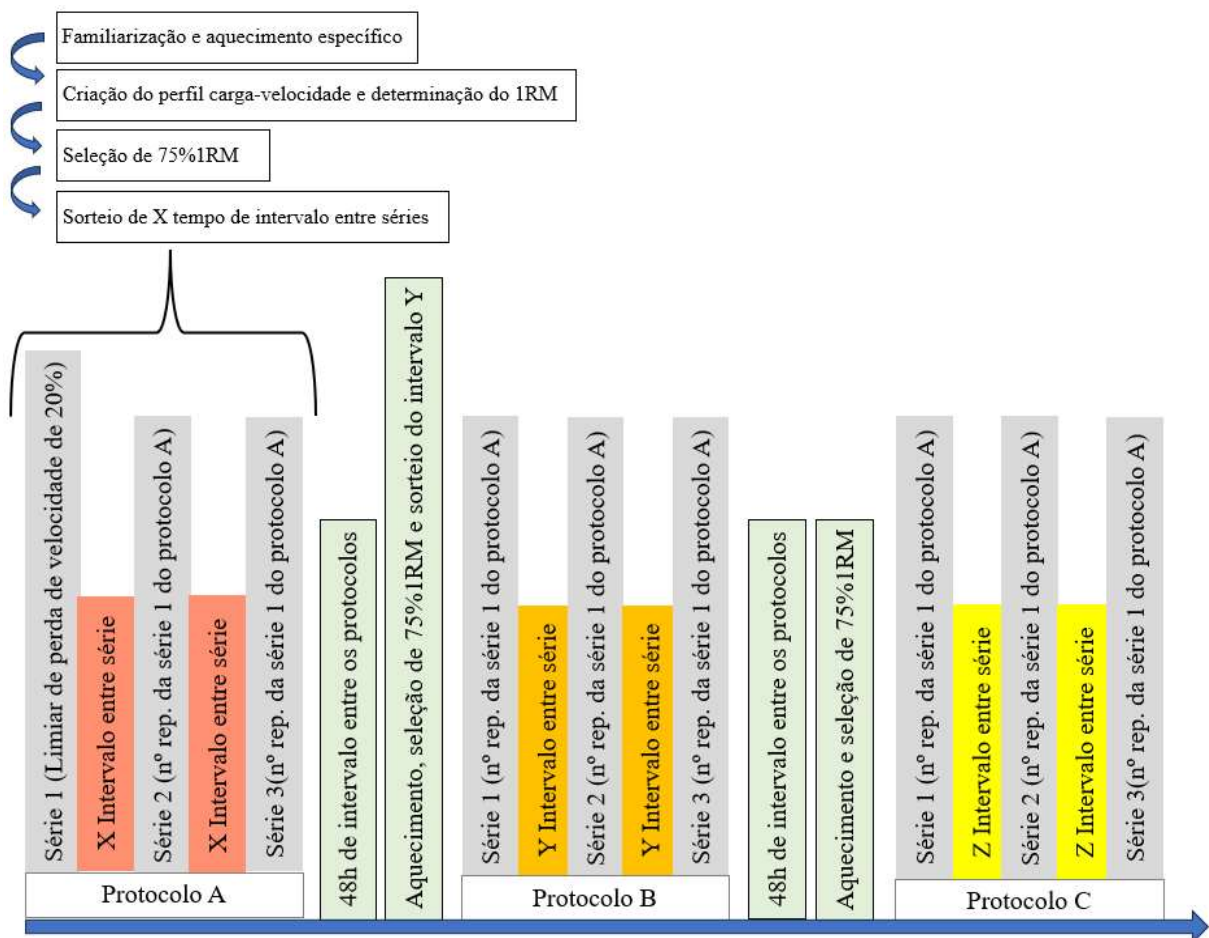 Familiarização e aquecimento específico
Criação do perfil carga-velocidade e determinação do 1RM
Seleção de 75%1RM
Sorteio de X tempo de intervalo entre séries
Série 1 (Limiar de perda de velocidade de 20%)
X Intervalo entre série
Série 2 (nº rep. da série 1 do protocolo A)
X Intervalo entre série
Série 3(nº rep. da série 1 do protocolo A)
Protocolo A
48h de intervalo entre os protocolos
Aquecimento, seleção de 75%1RM e sorteio do intervalo Y
Série 1 (nº rep. da série 1 do protocolo A)
Y Intervalo entre série
Série 2 (nº rep. da série 1 do protocolo A)
Y Intervalo entre série
Série 3 (nº rep. da série 1 do protocolo A)
Protocolo B
48h de intervalo entre os protocolos
Aquecimento e seleção de 75%1RM
Série 1 (nº rep. da série 1 do protocolo A)
Z Intervalo entre série
Série 2 (nº rep. da série 1 do protocolo A)
Z Intervalo entre série
Série 3(nº rep. da série 1 do protocolo A)
Protocolo C